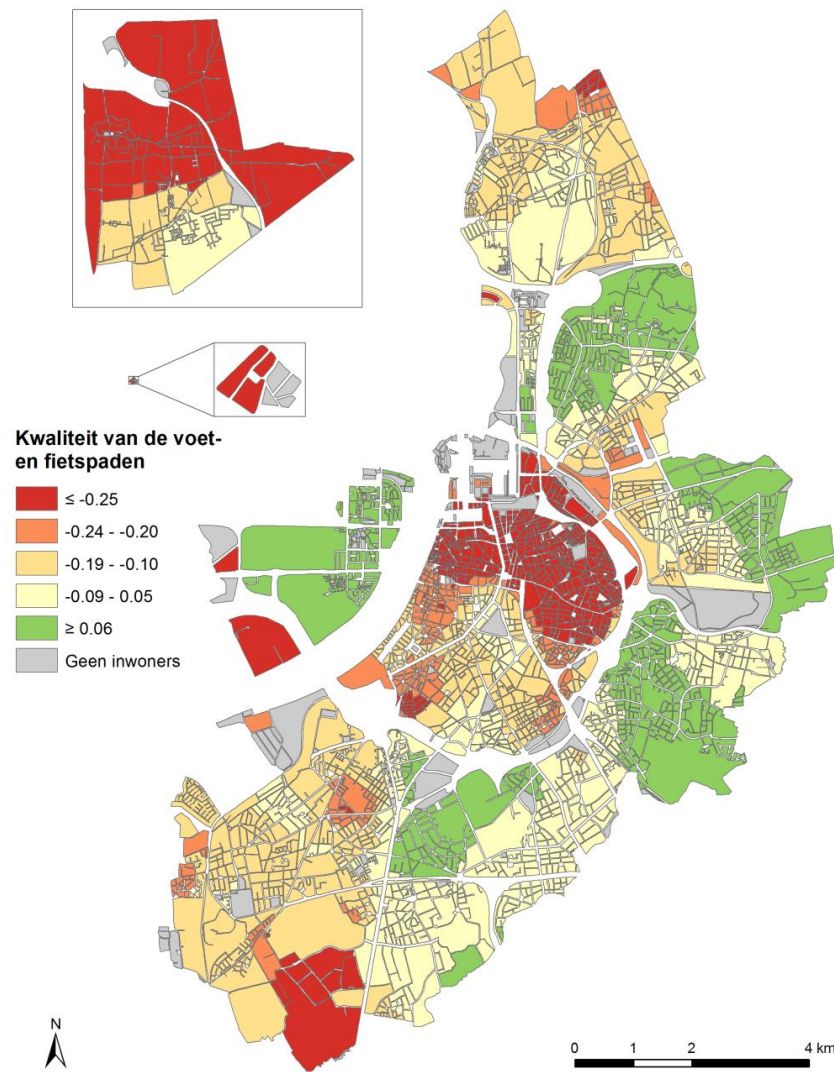 Kwaliteit van de voet-
en fietspaden
≤ -0.25
-0.24 - -0.20
-0.19 - -0.10
-0.09 - 0.05
≥ 0.06
Geen inwoners
N
0 1 2 4 km